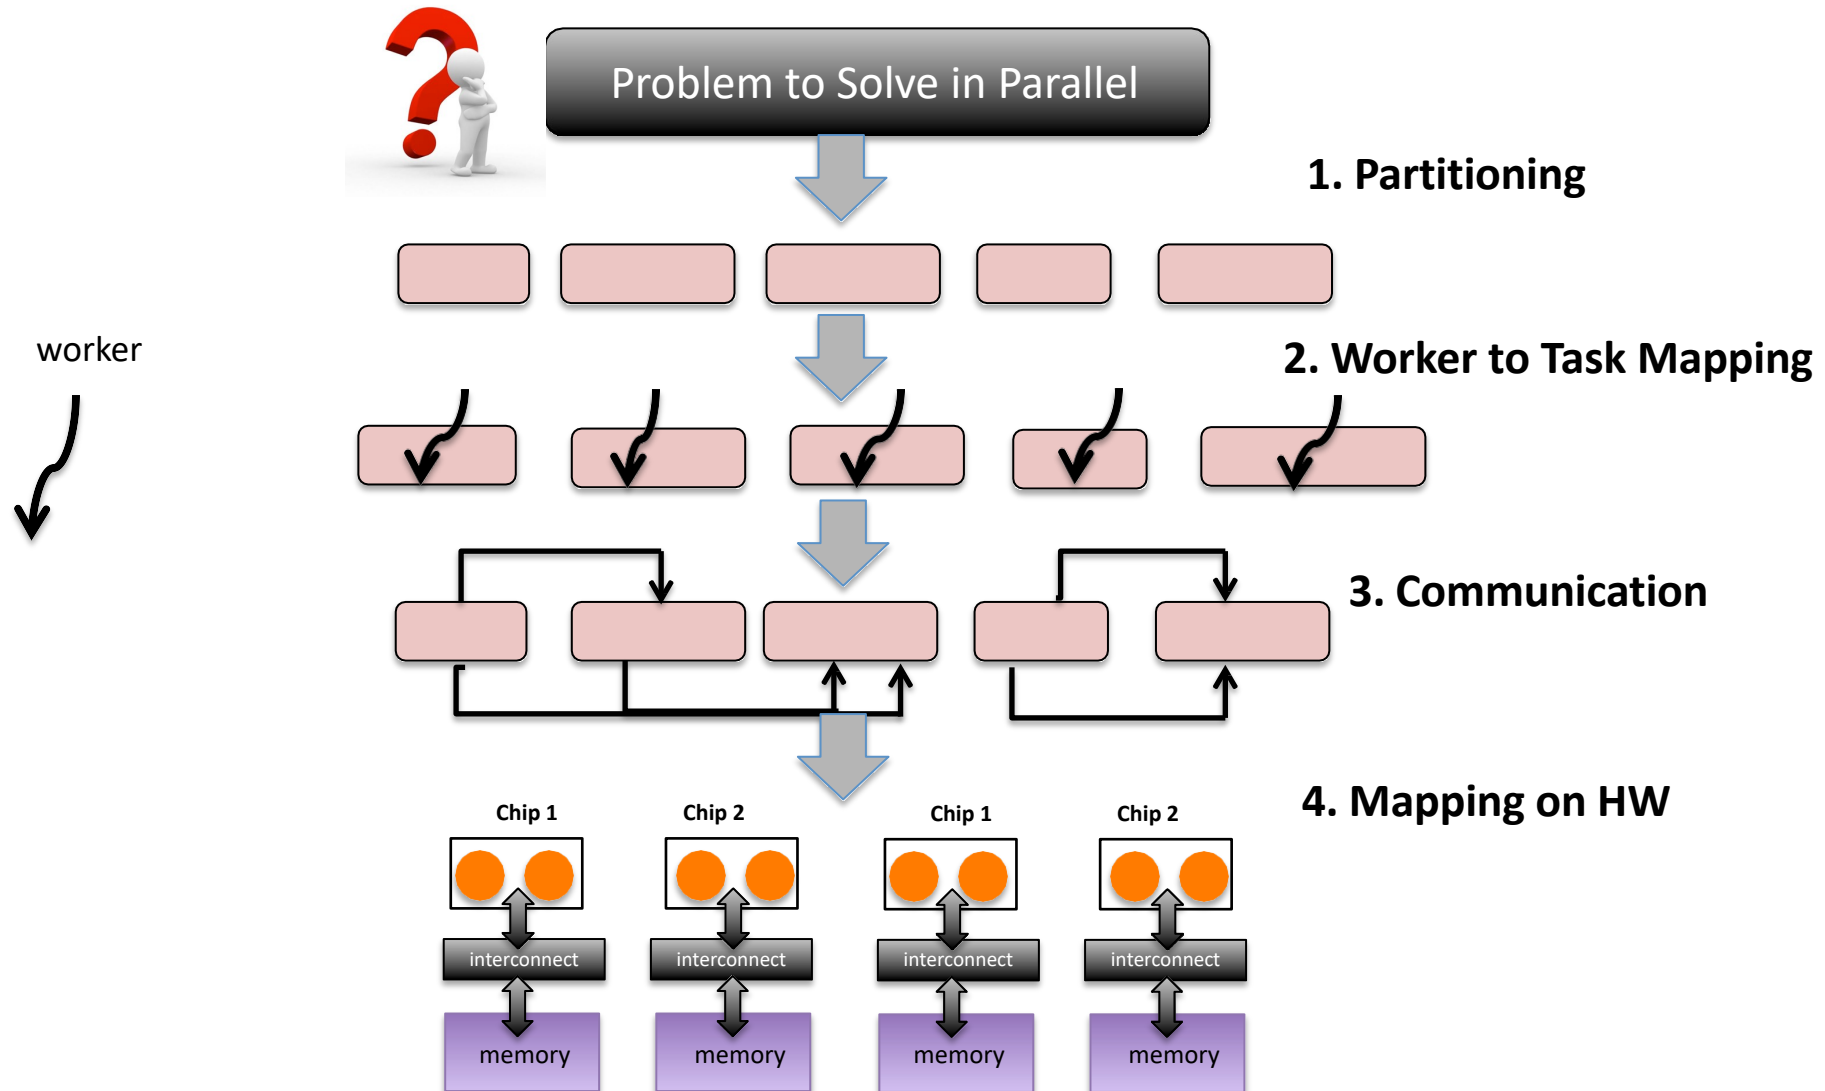 Problem to Solve in Parallel
1. Partitioning
worker
2. Worker to Task Mapping
3. Communication
4. Mapping on HW
Chip 1 Chip 2 Chip 1 Chip 2
interconnect interconnect interconnect interconnect
memory memory memory memory